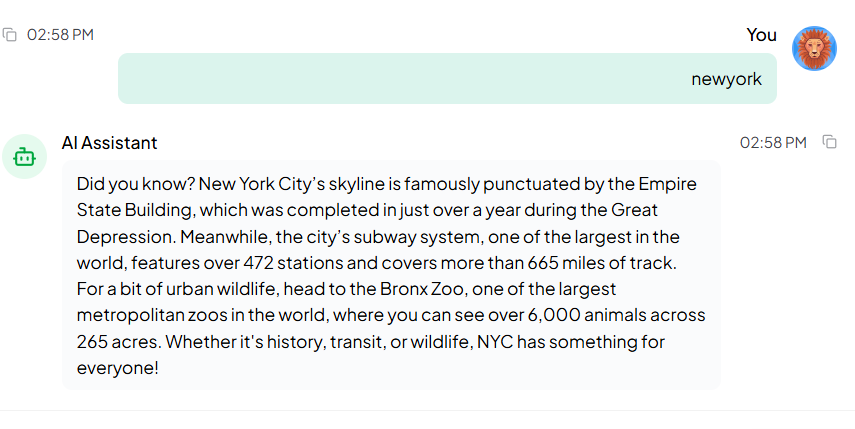 02:58 PM
You
newyork
AI Assistant
02:58 PM
Did you know? New York City’s skyline is famously punctuated by the Empire
State Building, which was completed in just over a year during the Great
Depression. Meanwhile, the city’s subway system, one of the largest in the
world, features over 472 stations and covers more than 665 miles of track.
For a bit of urban wildlife, head to the Bronx Zoo, one of the largest
metropolitan zoos in the world, where you can see over 6,000 animals across
265 acres. Whether it's history, transit, or wildlife, NYC has something for
everyone!